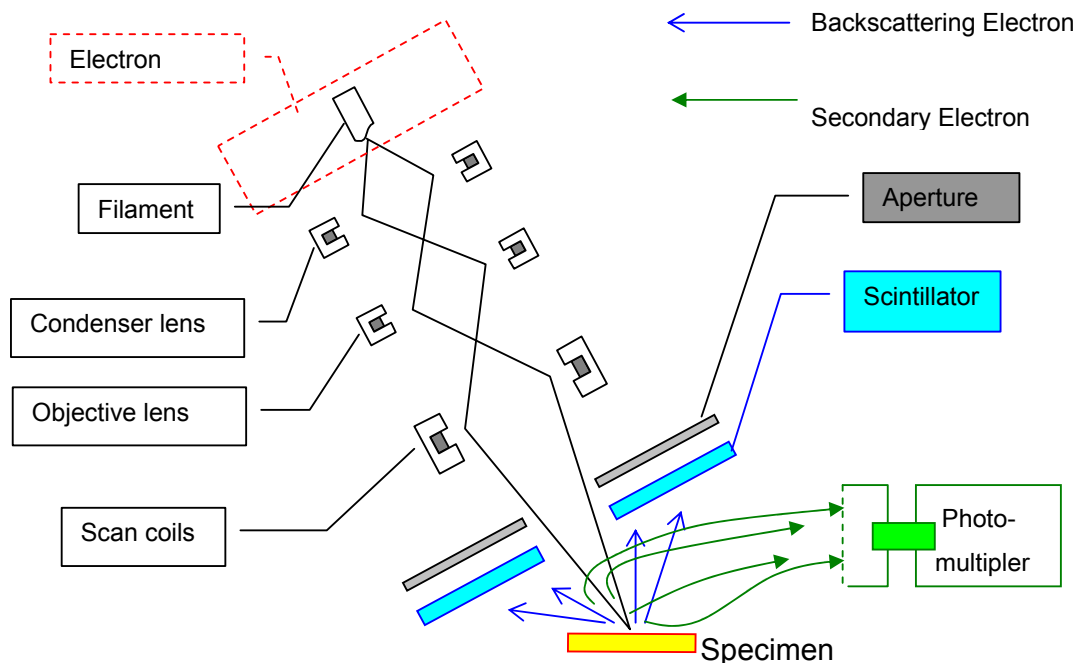 Backscattering Electron
Electron
Secondary Electron
Filament
Aperture
Scintillator
Condenser lens
Objective lens
Scan coils
Photo-
multipler
Specimen